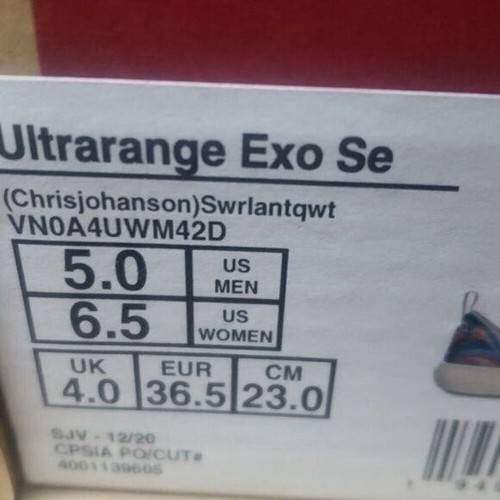 Ultrarange Exo Se
(Chrisjohanson)Swrlantqwt
VN0A4UWM42D
5.0 US MEN
6.5 US WOMEN
UK EUR CM
4.0 36.5 23.0
SJV - 12/20
CPSIA PO/CUT#
4001139605